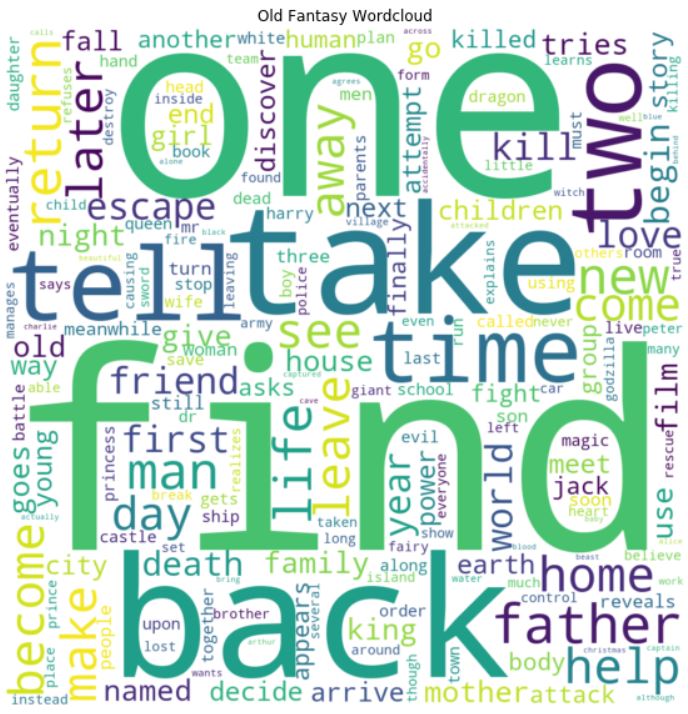 Old Fantasy Wordcloud
calls
across
daughter
fall
another
white
human
plan
go
killed
tries
hand
team
learns
refuses
head
agrees
form
killing
later
inside
men
dragon
return
one
end
discover
away
attempt
kill
must
two
begin
story
well
blue
behind
destroy
girl
book
alone
found
parents
accidentally
little
witch
eventually
child
escape
dead
harry
next
children
love
queen
mr
village
attacked
night
fire
black
finally
others
room
true
take
three
explains
using
new
beautiful
tell
causing
sword
turn
stop
leaving
boy
police
come
manages
says
wife
see
even
time
run
called
never
live
peter
charlie
meanwhile
give
army
group
godzilla
many
old
woman
house
last
film
way
able
save
captured
giant
school
car
friend
asks
fight
son
battle
still
cave
left
goes
young
princess
dr
realizes
first
life
leave
evil
magic
rescue
find
man
break
year
power
everyone
world
meet
jack
use
gets
soon
heart
day
ship
taken
long
show
baby
actually
castle
set
fairy
blood
beast
alice
believe
become
city
death
family
along
earth
home
work
bring
island
water
much
control
reveals
make
people
prince
place
back
upon
together
brother
appears
several
king
order
father
lost
arthur
around
though
town
christmas
captain
wants
body
help
instead
named
decide
arrive
mother
attack
although